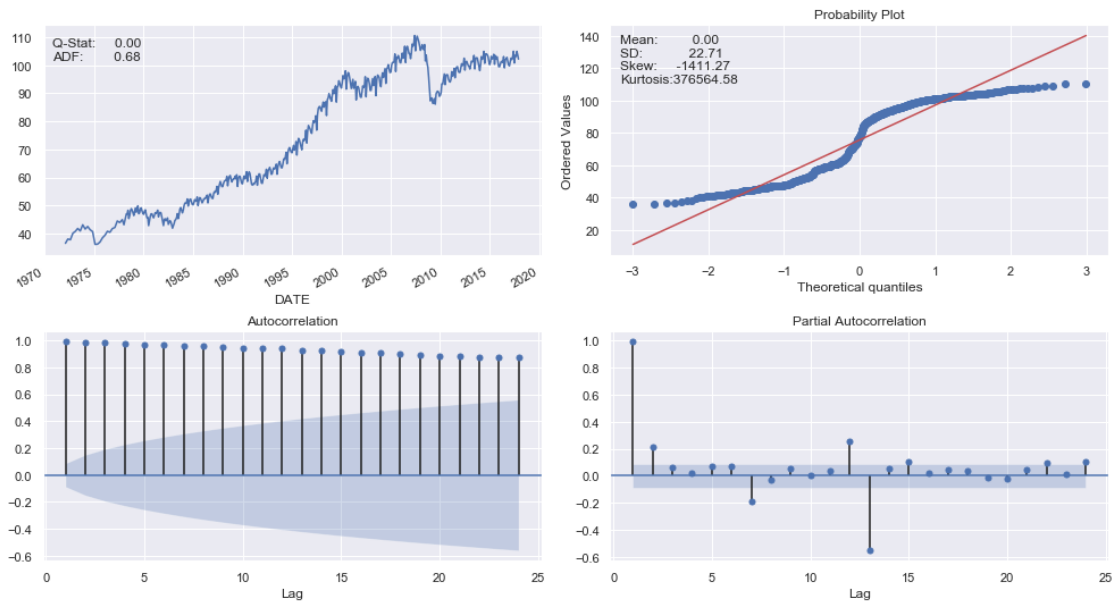 Q-Stat: 0.00
ADF: 0.68
110
100
90
80
70
60
50
40
1970
1975
1980
1985
1990
1995
2000
2005
2010
2015
2020
DATE
Probability Plot
Mean: 0.00
SD: 22.71
Skew: -1411.27
Kurtosis:376564.58
140
120
100
80
60
40
20
Ordered Values
−3 −2 −1 0 1 2 3
Theoretical quantiles
Autocorrelation
1.0
0.8
0.6
0.4
0.2
0.0
−0.2
−0.4
−0.6
0 5 10 15 20 25
Lag
Partial Autocorrelation
1.0
0.8
0.6
0.4
0.2
0.0
−0.2
−0.4
−0.6
0 5 10 15 20 25
Lag